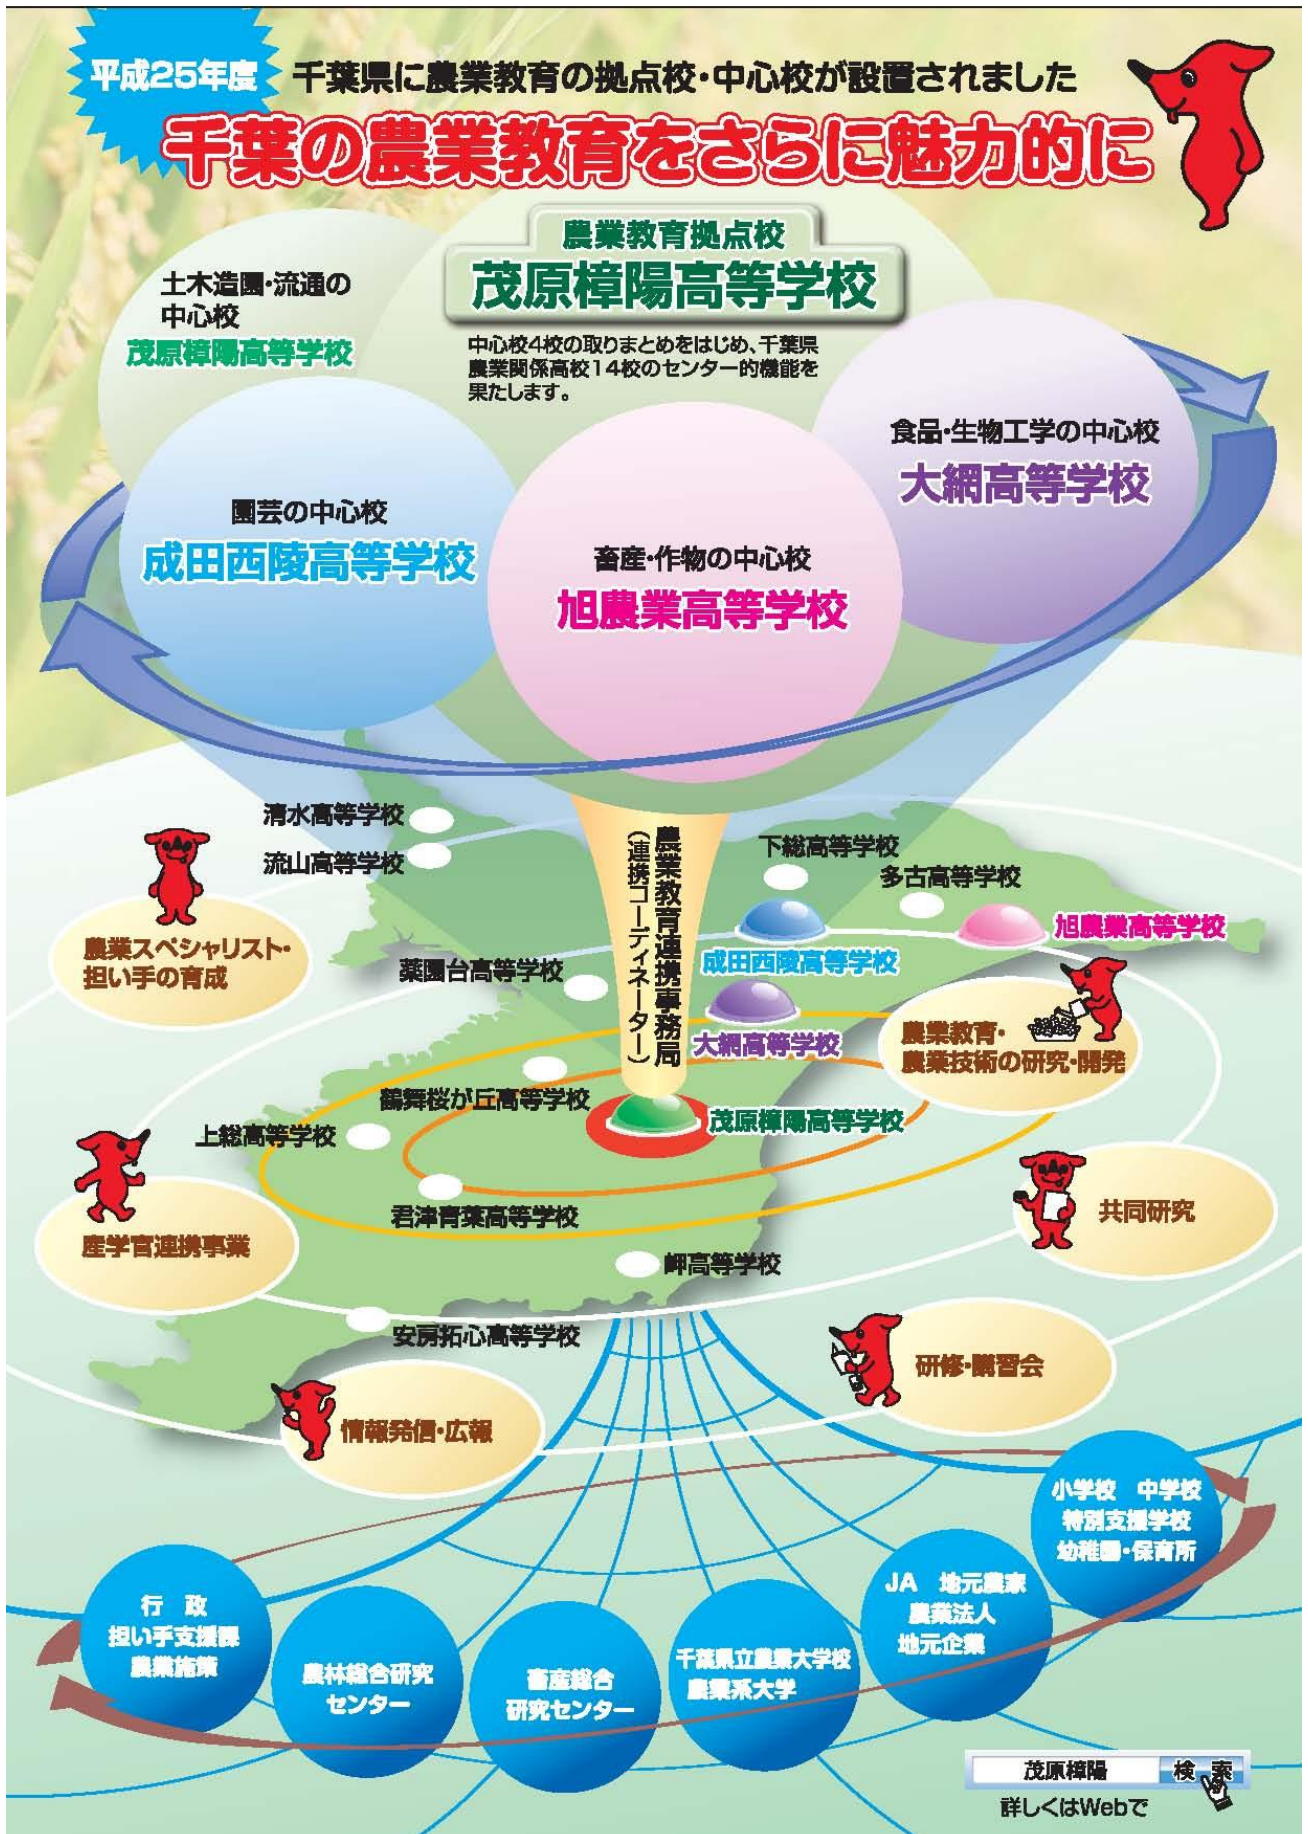 平成25年度
千葉県に農業教育の拠点校・中心校が設置されました
千葉の農業教育をさらに魅力的に
農業教育拠点校
茂原樟陽高等学校
中心校4校の取りまとめをはじめ、千葉県
農業関係高校14校のセンター的機能を
果たします。
土木造園・流通の
中心校
茂原樟陽高等学校
食品・生物工学の中心校
大網高等学校
園芸の中心校
成田西陵高等学校
畜産・作物の中心校
旭農業高等学校
農業教育連携事務局
（連携コーディネーター）
清水高等学校
流山高等学校
下総高等学校
多古高等学校
旭農業高等学校
成田西陵高等学校
薬園台高等学校
大網高等学校
鶴舞桜が丘高等学校
茂原樟陽高等学校
上総高等学校
君津青葉高等学校
岬高等学校
安房拓心高等学校
農業スペシャリスト・
担い手の育成
農業教育・
農業技術の研究・開発
産学官連携事業
共同研究
研修・講習会
情報発信・広報
小学校　中学校
特別支援学校
幼稚園・保育所
JA　地元農家
農業法人
地元企業
行　政
担い手支援課
農業施策
農林総合研究
センター
畜産総合
研究センター
千葉県立農業大学校
農業系大学
茂原樟陽　検 索
詳しくはWebで